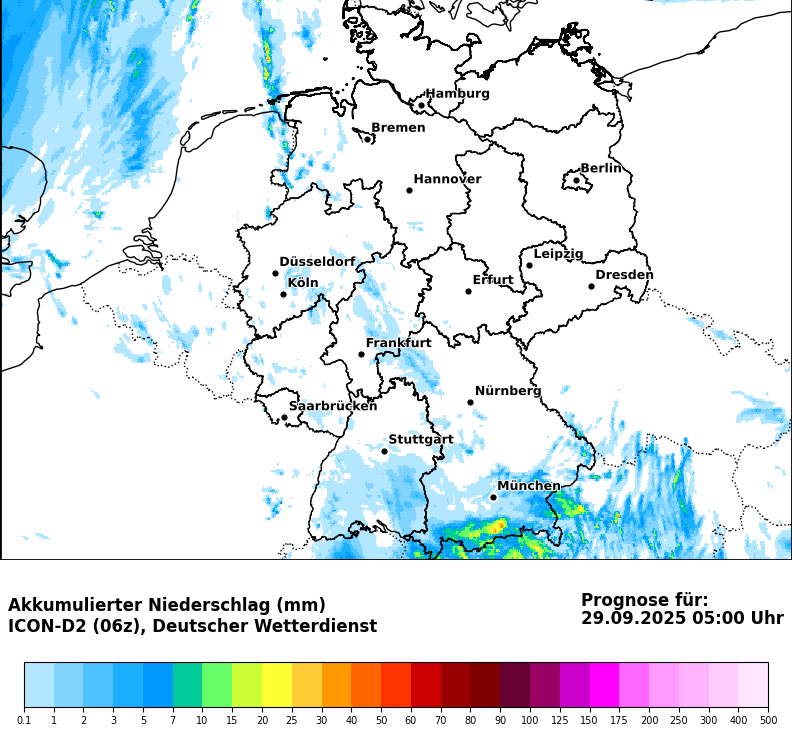 Hamburg
Bremen
Berlin
Hannover
Leipzig
Düsseldorf
Dresden
Erfurt
Köln
Frankfurt
Nürnberg
Saarbrücken
Stuttgart
München
Akkumulierter Niederschlag (mm)
ICON-D2 (06z), Deutscher Wetterdienst
Prognose für:
29.09.2025 05:00 Uhr
0.1 1 2 3 5 7 10 15 20 25 30 40 50 60 70 80 90 100 125 150 175 200 250 300 400 500